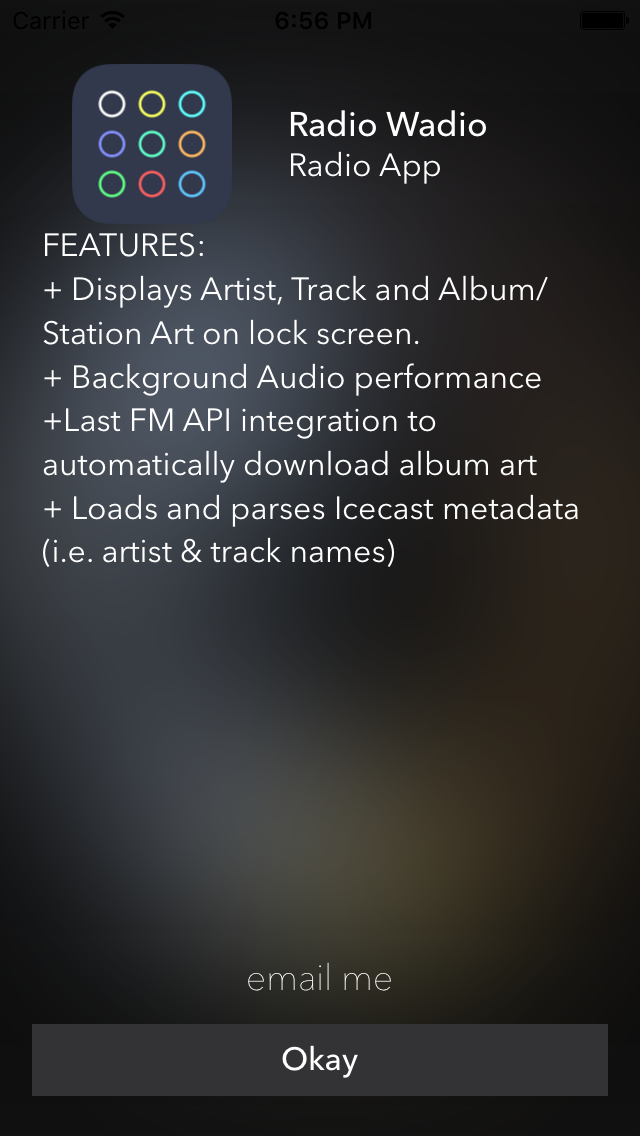 Carrier 6:56 PM
Radio Wadio
Radio App
FEATURES:
+ Displays Artist, Track and Album/
Station Art on lock screen.
+ Background Audio performance
+Last FM API integration to
automatically download album art
+ Loads and parses Icecast metadata
(i.e. artist & track names)
email me
Okay